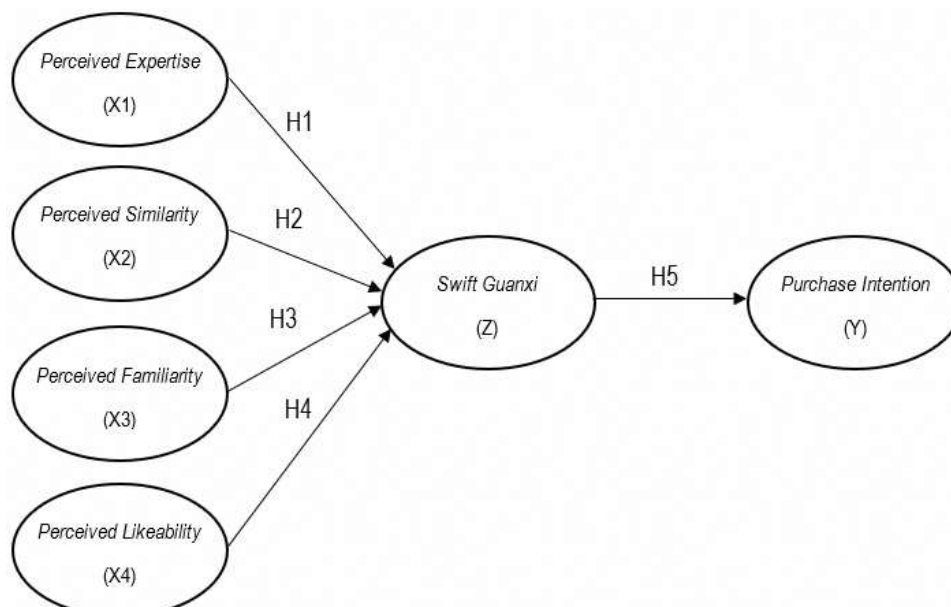 Perceived Expertise
(X1)
H1
Perceived Similarity
(X2)
H2
Swift Guanxi
(Z)
H5
Purchase Intention
(Y)
Perceived Familiarity
(X3)
H3
H4
Perceived Likeability
(X4)